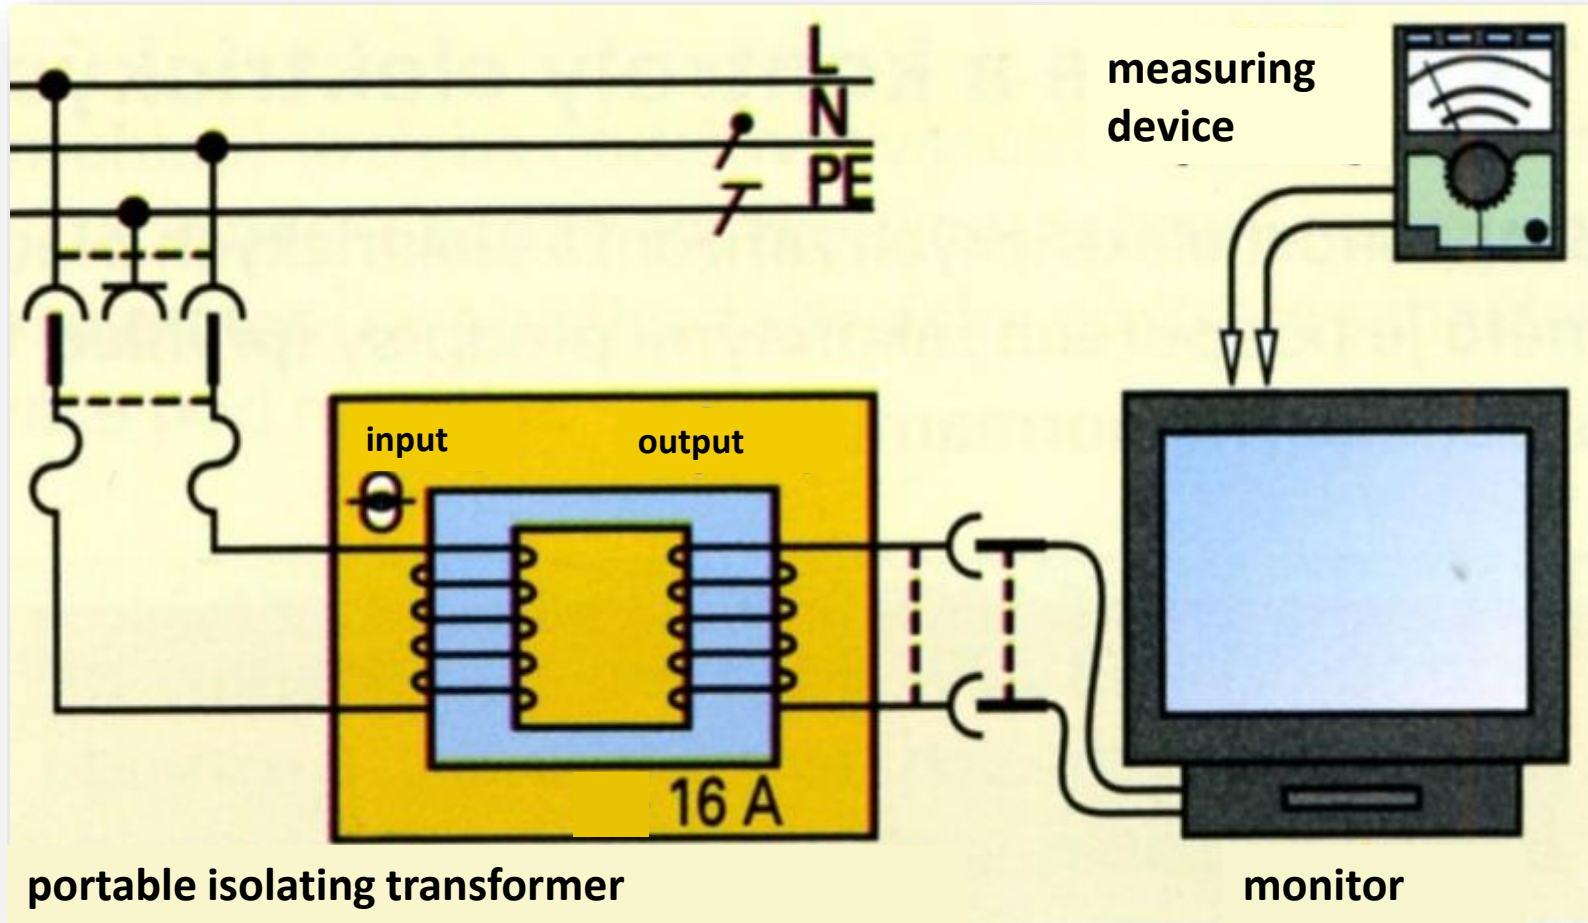 L
N
PE
measuring
device
input
output
16 A
portable isolating transformer
monitor